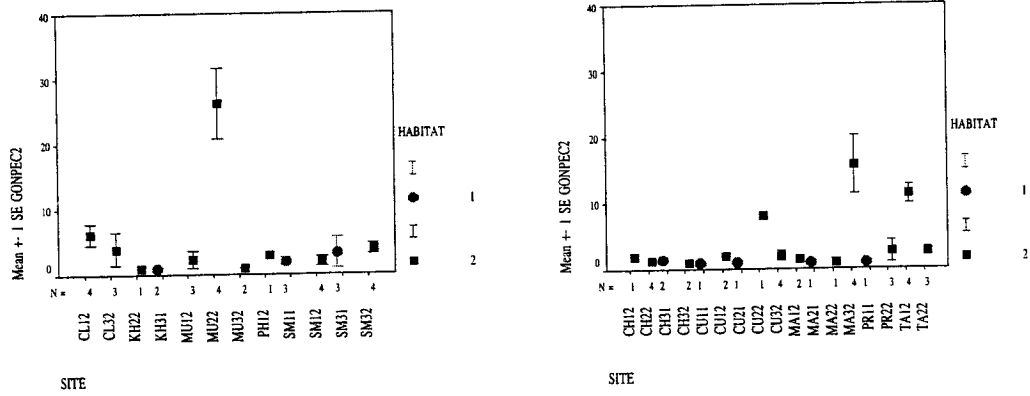 40
30
20
10
0
Mean +- 1 SE GONPEC2
N = 4 3 1 2 3 4 2 1 3 4 3 4
CL12 CL32 KH22 KH31 MU12 MU22 MU32 PH12 SM11 SM12 SM31 SM32
SITE
HABITAT
1
2
40
30
20
10
0
Mean +- 1 SE GONPEC2
N = 1 4 2 2 1 2 1 1 4 2 1 1 4 1 3 4 3
CH12 CH22 CH31 CH32 CU11 CU12 CU21 CU22 CU32 MA12 MA21 MA22 MA32 PR11 PR22 TA12 TA22
SITE
HABITAT
1
2